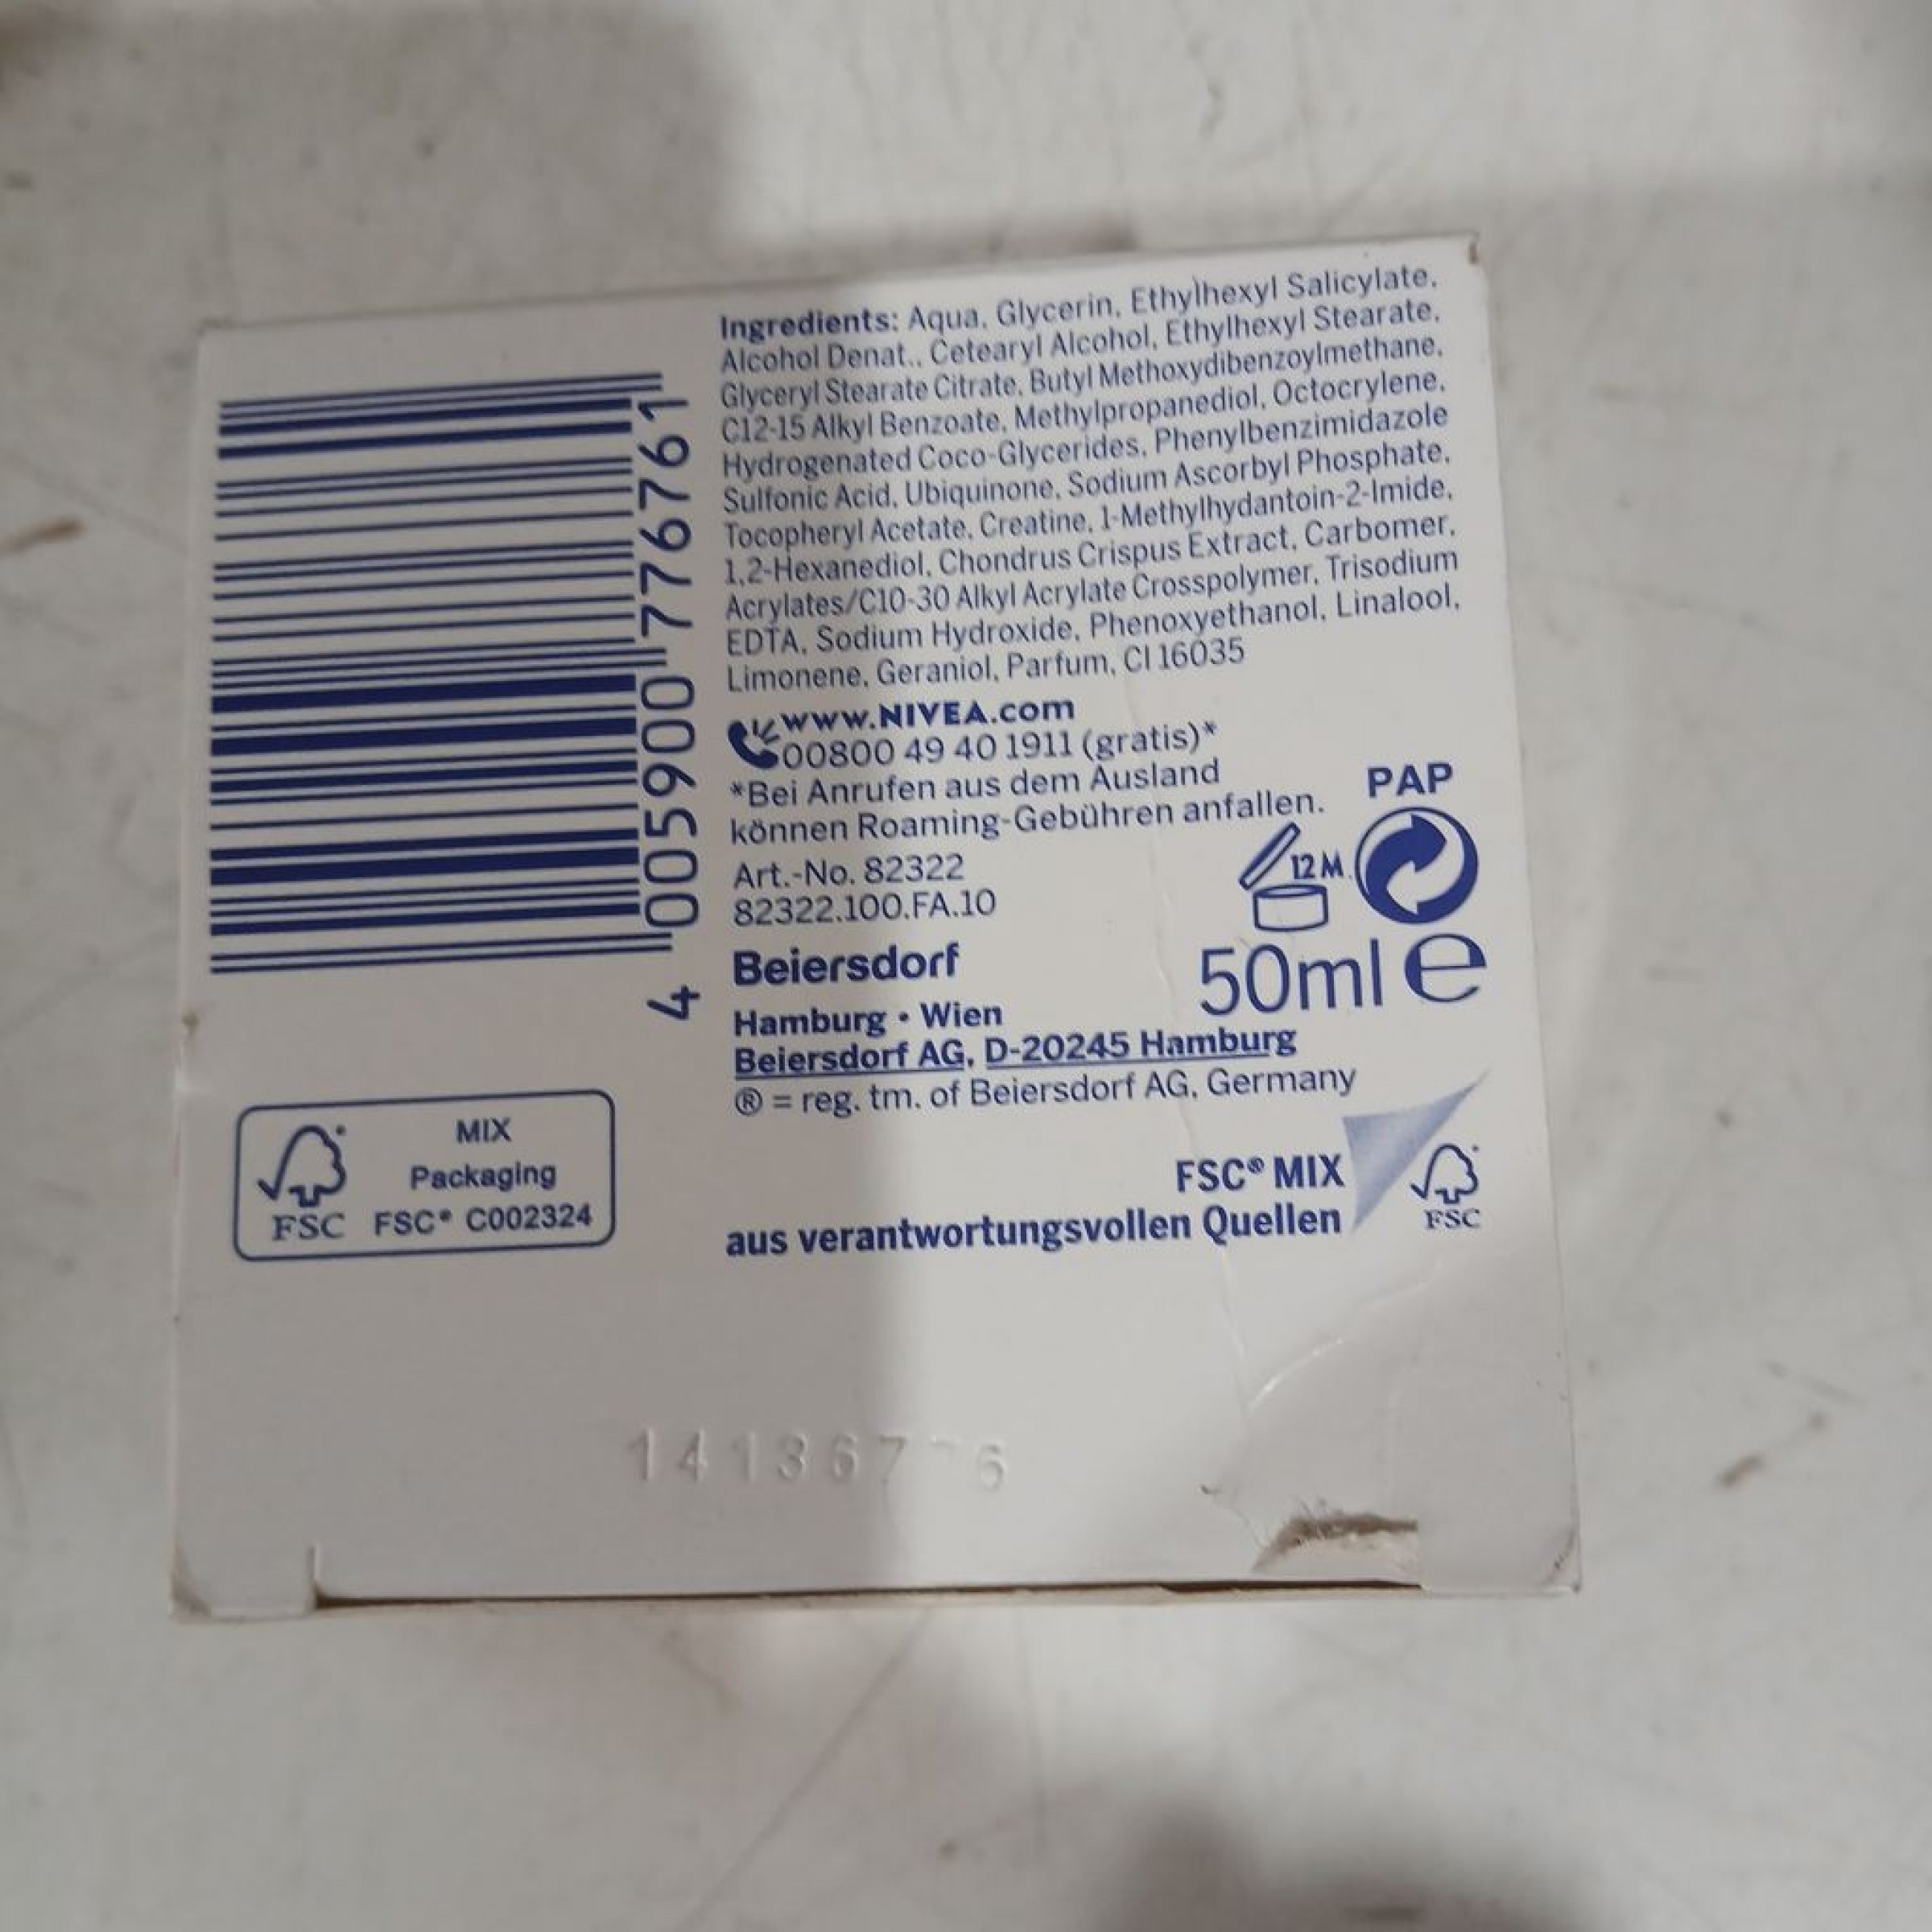 Ingredients: Aqua, Glycerin, Ethylhexyl Salicylate,
Alcohol Denat., Cetearyl Alcohol, Ethylhexyl Stearate,
Glyceryl Stearate Citrate, Butyl Methoxydibenzoylmethane,
C12-15 Alkyl Benzoate, Methylpropanediol, Octocrylene,
Hydrogenated Coco-Glycerides, Phenylbenzimidazole
Sulfonic Acid, Ubiquinone, Sodium Ascorbyl Phosphate,
Tocopheryl Acetate, Creatine, 1-Methylhydantoin-2-Imide,
1,2-Hexanediol, Chondrus Crispus Extract, Carbomer,
Acrylates/C10-30 Alkyl Acrylate Crosspolymer, Trisodium
EDTA, Sodium Hydroxide, Phenoxyethanol, Linalool,
Limonene, Geraniol, Parfum, CI 16035
www.NIVEA.com
00800 49 40 1911 (gratis)*
*Bei Anrufen aus dem Ausland
können Roaming-Gebühren anfallen.
PAP
12M
Art.-No. 82322
82322.100.FA.10
50ml e
Beiersdorf
Hamburg • Wien
Beiersdorf AG, D-20245 Hamburg
® = reg. tm. of Beiersdorf AG, Germany
FSC® MIX
aus verantwortungsvollen Quellen
FSC
4 005900 776761
MIX
Packaging
FSC® C002324
FSC